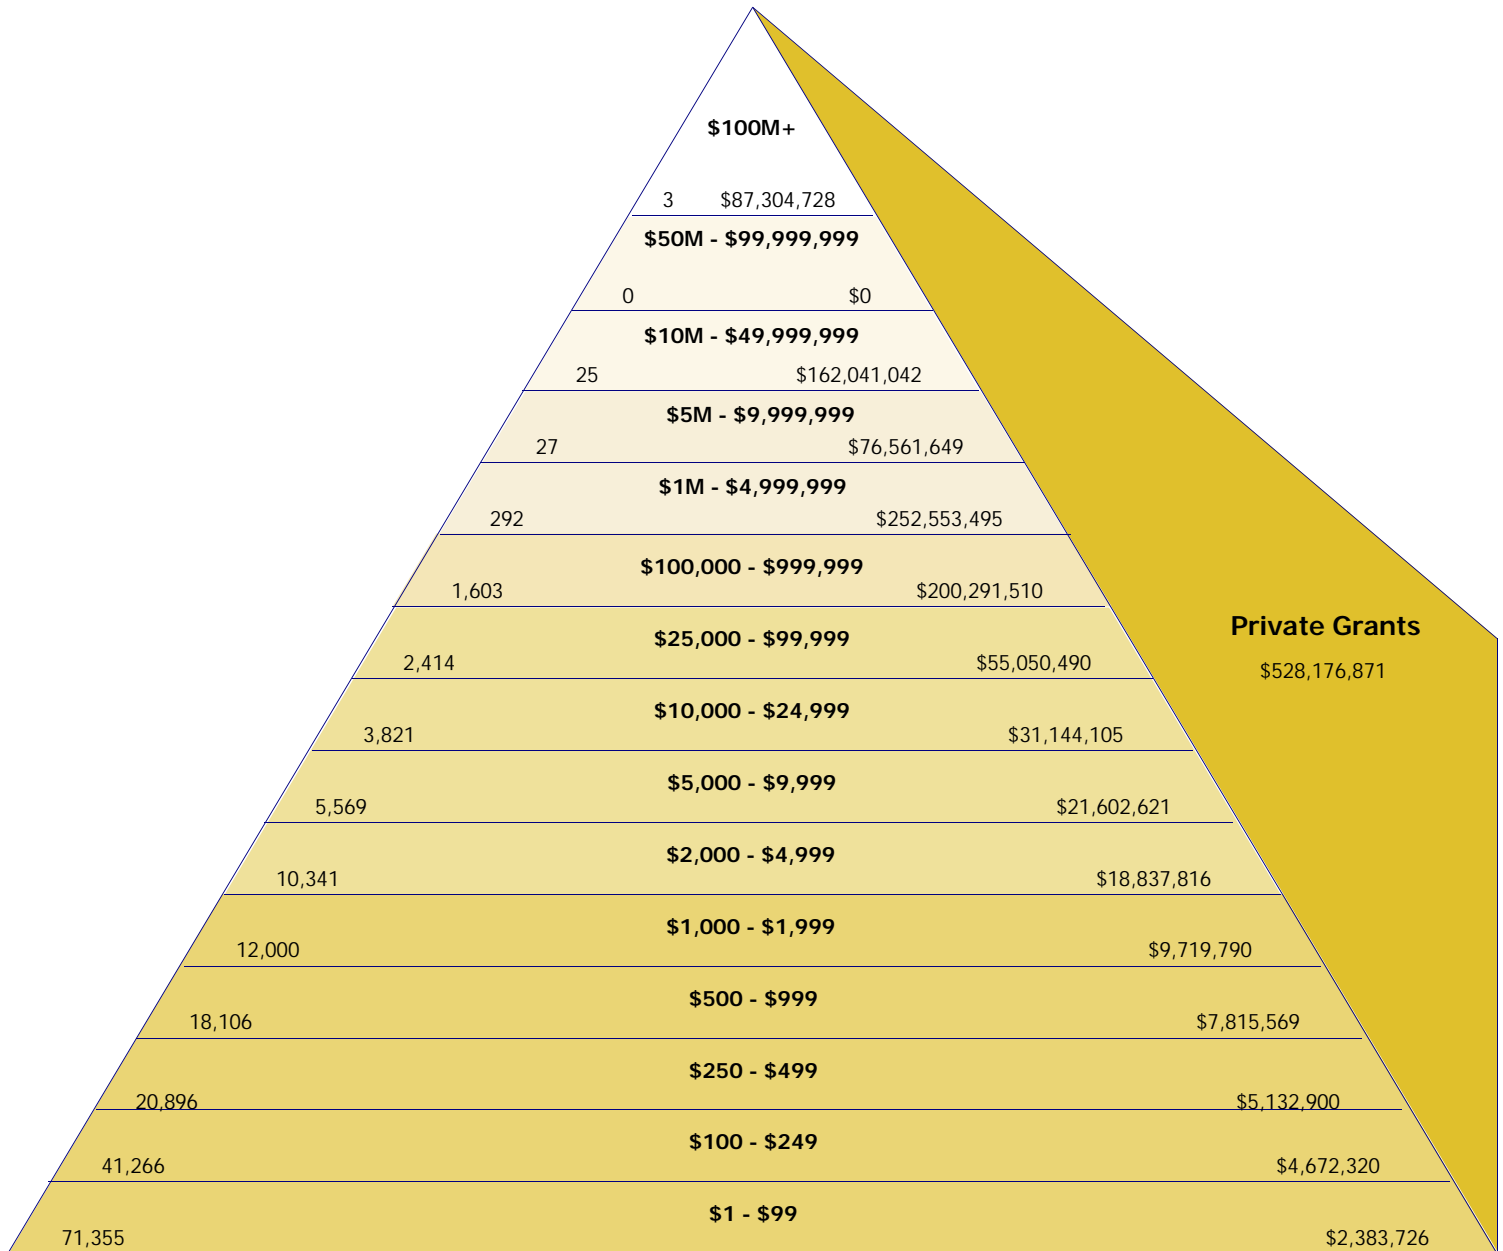 $100M+
3 $87,304,728
$50M - $99,999,999
0 $0
$10M - $49,999,999
25 $162,041,042
$5M - $9,999,999
27 $76,561,649
$1M - $4,999,999
292 $252,553,495
$100,000 - $999,999
1,603 $200,291,510
$25,000 - $99,999
2,414 $55,050,490
Private Grants
$528,176,871
$10,000 - $24,999
3,821 $31,144,105
$5,000 - $9,999
5,569 $21,602,621
$2,000 - $4,999
10,341 $18,837,816
$1,000 - $1,999
12,000 $9,719,790
$500 - $999
18,106 $7,815,569
$250 - $499
20,896 $5,132,900
$100 - $249
41,266 $4,672,320
$1 - $99
71,355 $2,383,726